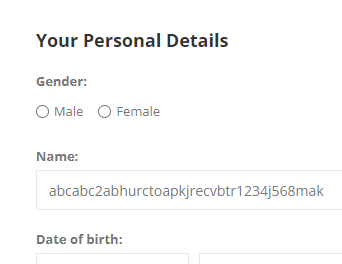 Your Personal Details
Gender:
Male Female
Name:
abcabc2abhurctoapkjrecvbtr1234j568mak
Date of birth: